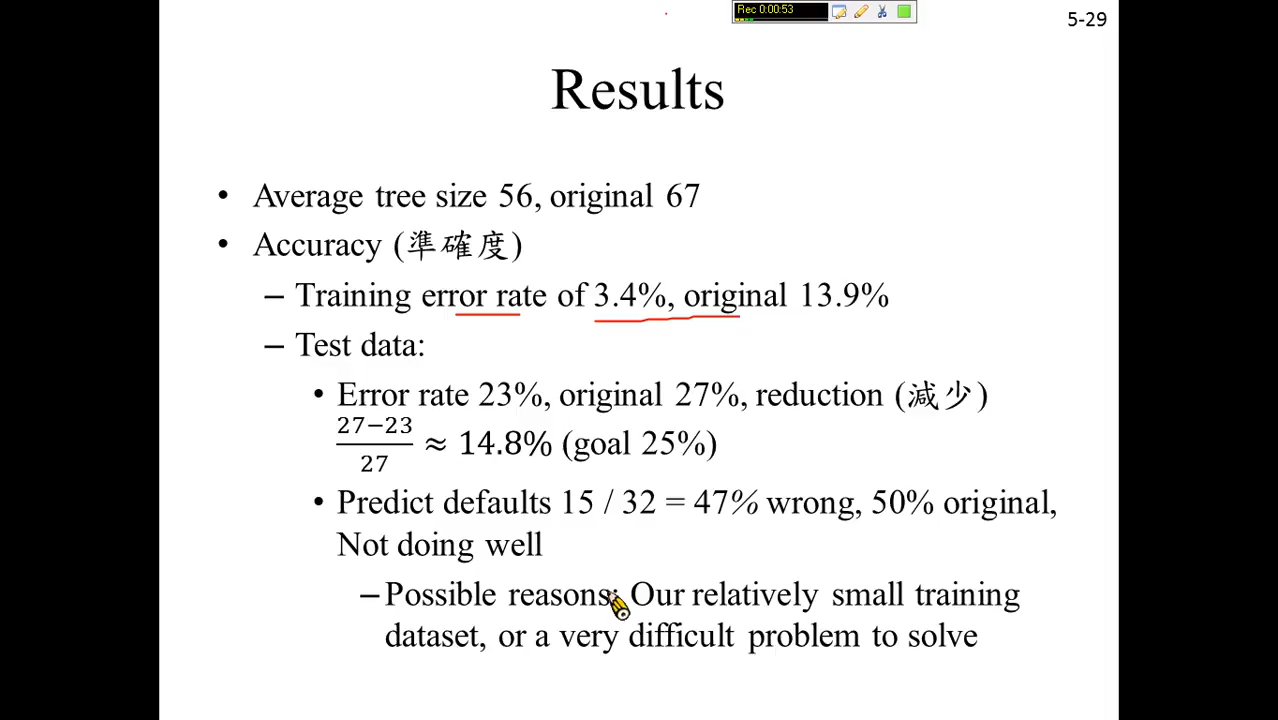 Rec 0:00:53
5-29
Results
• Average tree size 56, original 67
• Accuracy (準確度)
– Training error rate of 3.4%, original 13.9%
– Test data:
• Error rate 23%, original 27%, reduction (減少)
27−23
27
≈ 14.8% (goal 25%)
• Predict defaults 15 / 32 = 47% wrong, 50% original,
Not doing well
– Possible reasons: Our relatively small training
dataset, or a very difficult problem to solve